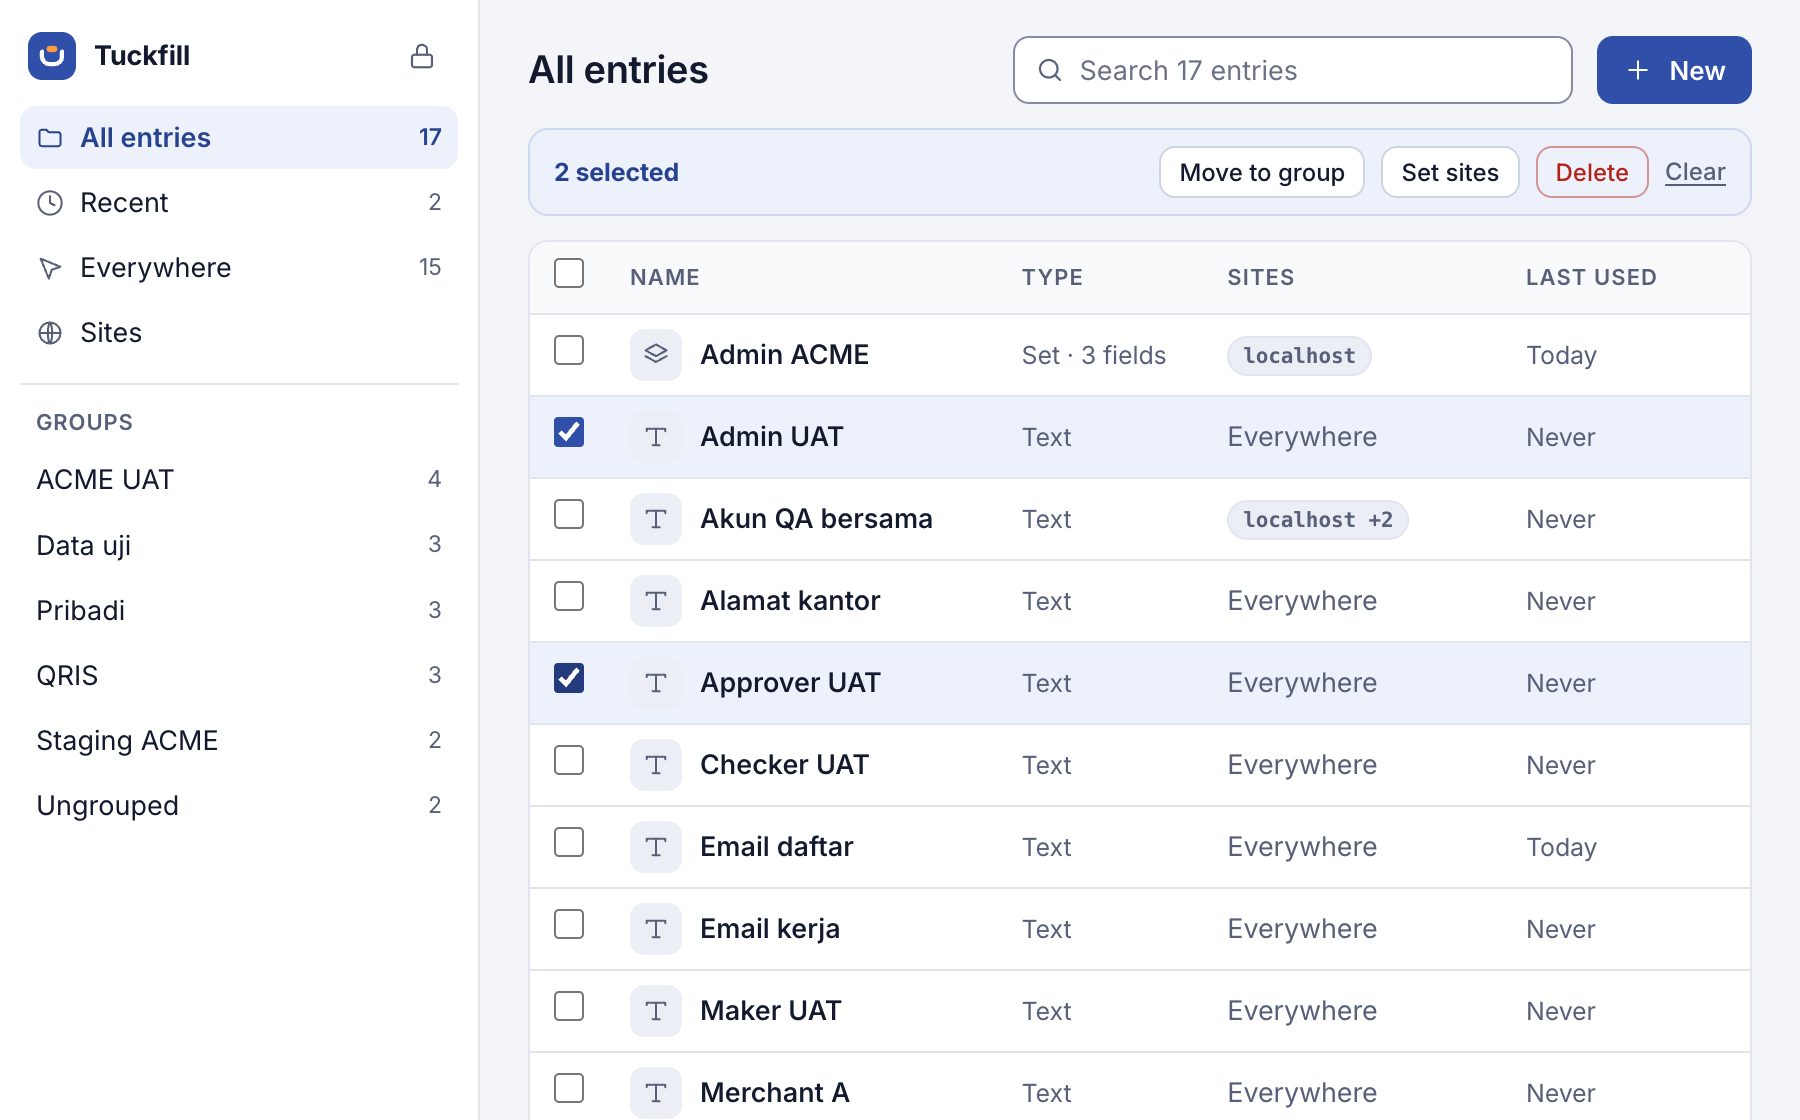 Tuckfill
All entries 17
Recent 2
Everywhere 15
Sites
GROUPS
ACME UAT 4
Data uji 3
Pribadi 3
QRIS 3
Staging ACME 2
Ungrouped 2
All entries
Search 17 entries
New
2 selected
Move to group
Set sites
Delete
Clear
NAME TYPE SITES LAST USED
Admin ACME Set · 3 fields localhost Today
Admin UAT Text Everywhere Never
Akun QA bersama Text localhost +2 Never
Alamat kantor Text Everywhere Never
Approver UAT Text Everywhere Never
Checker UAT Text Everywhere Never
Email daftar Text Everywhere Today
Email kerja Text Everywhere Never
Maker UAT Text Everywhere Never
Merchant A Text Everywhere Never